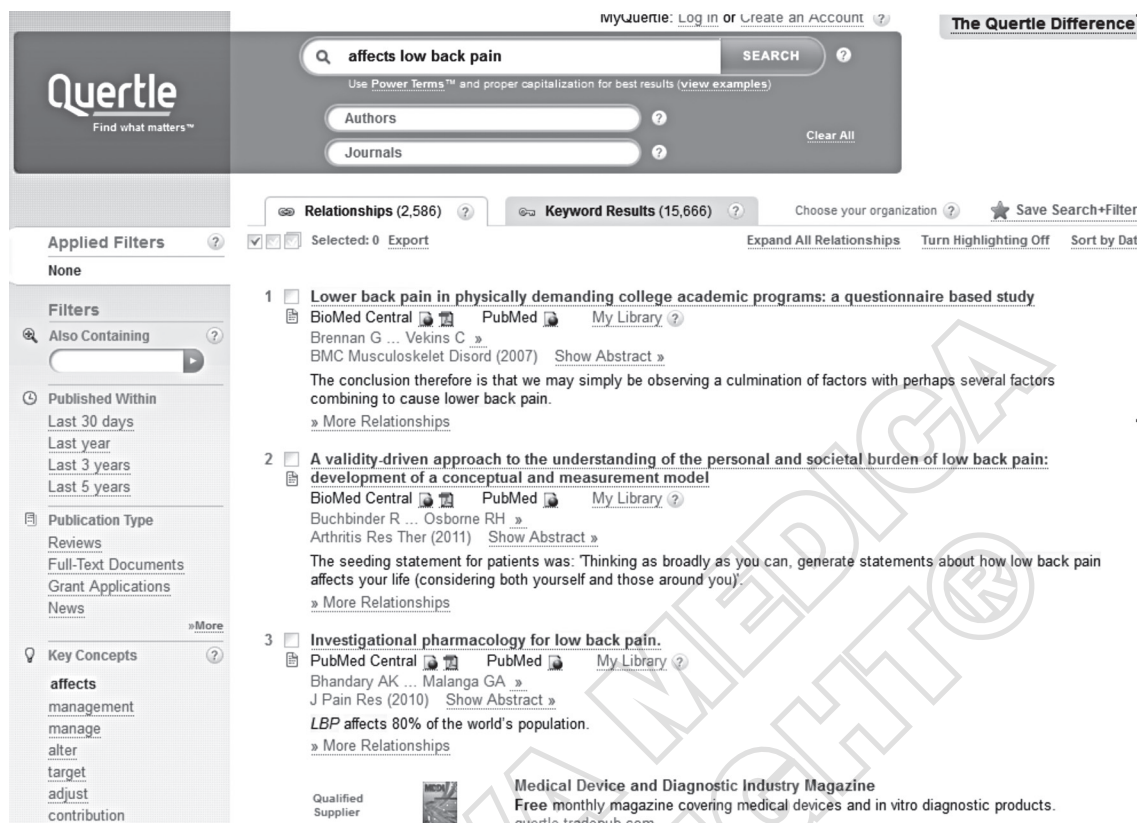 MyQuertle: Log in or Create an Account ?
The Quertle Difference
affects low back pain SEARCH ?
Use Power Terms™ and proper capitalization for best results (view examples)
Quertle
Find what matters™
Authors ?
Journals ?
Clear All
Relationships (2,586) ? Keyword Results (15,666) ? Choose your organization ? Save Search+Filter
Selected: 0 Export Expand All Relationships Turn Highlighting Off Sort by Dat
Applied Filters ?
None
Filters
Also Containing ?
Published Within
Last 30 days
Last year
Last 3 years
Last 5 years
Publication Type
Reviews
Full-Text Documents
Grant Applications
News
»More
Key Concepts ?
affects
management
manage
alter
target
adjust
contribution
1 Lower back pain in physically demanding college academic programs: a questionnaire based study
BioMed Central PubMed My Library ?
Brennan G ... Vekins C »
BMC Musculoskelet Disord (2007) Show Abstract »
The conclusion therefore is that we may simply be observing a culmination of factors with perhaps several factors
combining to cause lower back pain.
» More Relationships
2 A validity-driven approach to the understanding of the personal and societal burden of low back pain:
development of a conceptual and measurement model
BioMed Central PubMed My Library ?
Buchbinder R ... Osborne RH »
Arthritis Res Ther (2011) Show Abstract »
The seeding statement for patients was: 'Thinking as broadly as you can, generate statements about how low back pain
affects your life (considering both yourself and those around you)'.
» More Relationships
3 Investigational pharmacology for low back pain.
PubMed Central PubMed My Library ?
Bhandary AK ... Malanga GA »
J Pain Res (2010) Show Abstract »
LBP affects 80% of the world's population.
» More Relationships
Qualified
Supplier
Medical Device and Diagnostic Industry Magazine
Free monthly magazine covering medical devices and in vitro diagnostic products.
quertle.tradepub.com
A MEDICA
GHT®